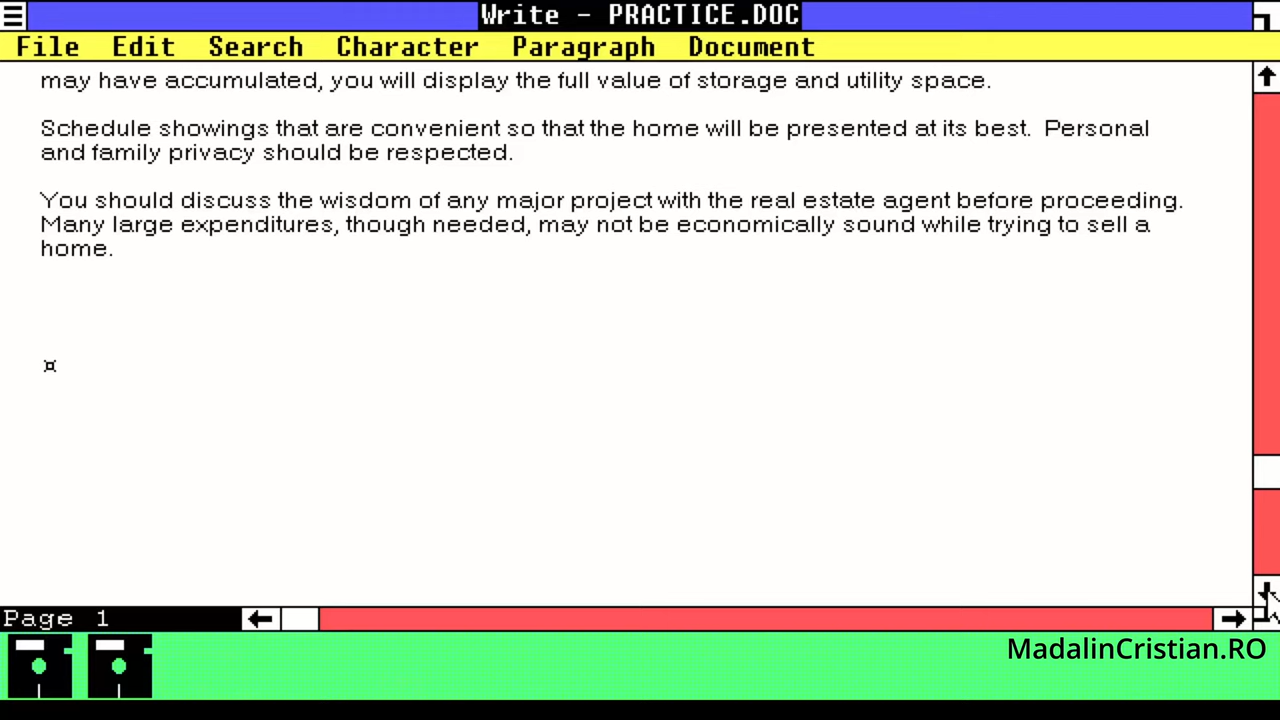 Write - PRACTICE.DOC
File Edit Search Character Paragraph Document
may have accumulated, you will display the full value of storage and utility space.
Schedule showings that are convenient so that the home will be presented at its best.  Personal
and family privacy should be respected.
You should discuss the wisdom of any major project with the real estate agent before proceeding.
Many large expenditures, though needed, may not be economically sound while trying to sell a
home.
¤
Page 1
MadalinCristian.RO